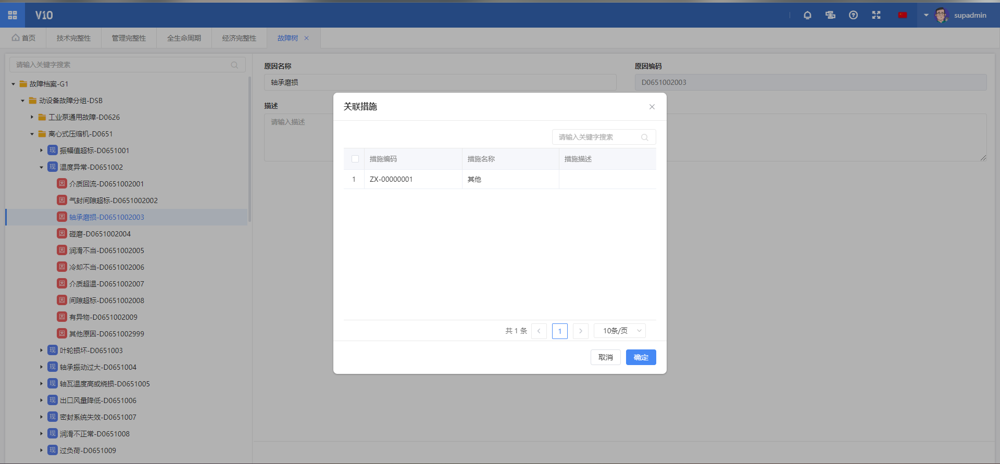 V10
supadmin
首页
技术完整性
管理完整性
全生命周期
经济完整性
故障树
请输入关键字搜索
故障档案-G1
动设备故障分组-DSB
工业泵通用故障-D0626
离心式压缩机-D0651
现 振幅值超标-D0651001
现 温度异常-D0651002
因 介质回流-D0651002001
因 气封间隙超标-D0651002002
因 轴承磨损-D0651002003
因 碰磨-D0651002004
因 润滑不当-D0651002005
因 冷却不当-D0651002006
因 介质超温-D0651002007
因 间隙超标-D0651002008
因 有异物-D0651002009
因 其他原因-D0651002999
现 叶轮损坏-D0651003
现 轴承振动过大-D0651004
现 轴瓦温度高或烧损-D0651005
现 出口风量降低-D0651006
现 密封系统失效-D0651007
现 润滑不正常-D0651008
现 过负荷-D0651009
原因名称
轴承磨损
原因编码
D0651002003
描述
请输入描述
关联措施
请输入关键字搜索
措施编码 措施名称 措施描述
1 ZX-00000001 其他
共 1 条 1 10条/页
取消 确定